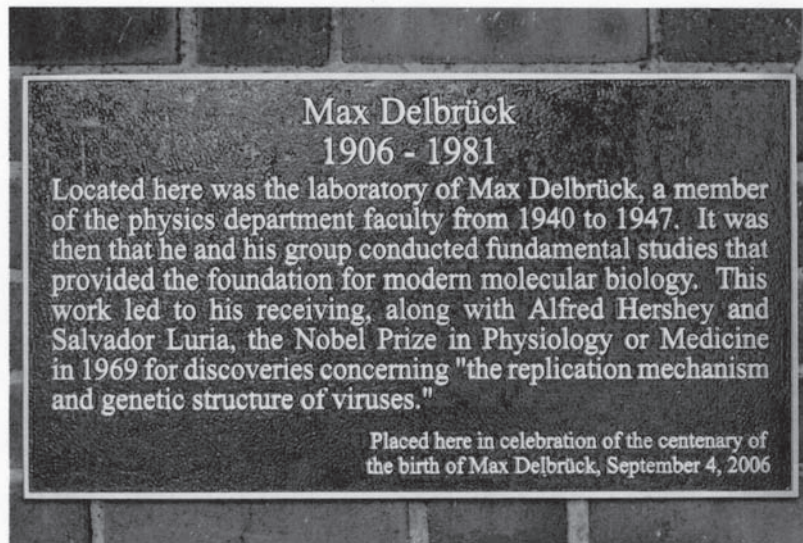 Max Delbrück
1906 - 1981
Located here was the laboratory of Max Delbrück, a member
of the physics department faculty from 1940 to 1947.  It was
then that he and his group conducted fundamental studies that
provided the foundation for modern molecular biology.  This
work led to his receiving, along with Alfred Hershey and
Salvador Luria, the Nobel Prize in Physiology or Medicine
in 1969 for discoveries concerning "the replication mechanism
and genetic structure of viruses."
Placed here in celebration of the centenary of
the birth of Max Delbrück, September 4, 2006